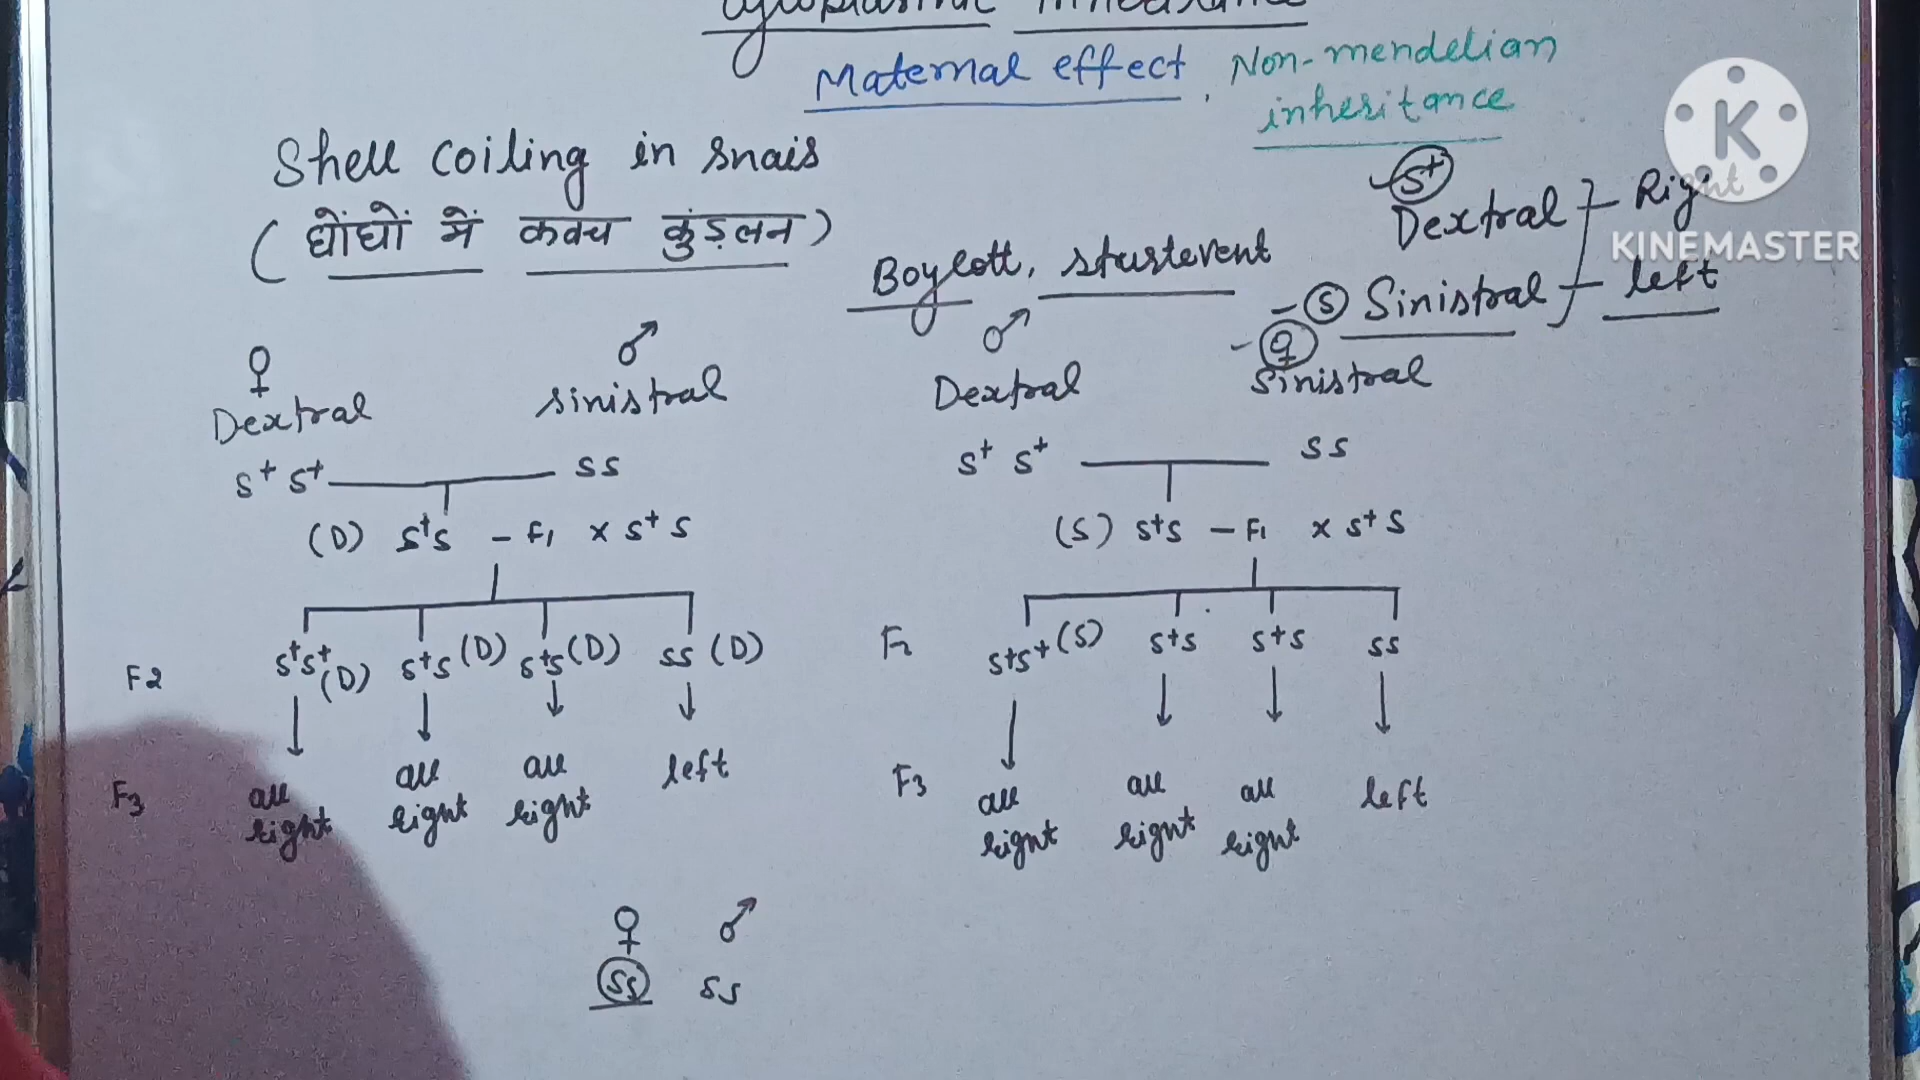 Maternal effect, Non-mendelian
inheritance
Shell coiling in snais
(घोंघों में कवच कुंडलन)
Boycott, sturtevent
s+
Dextral - Right
s Sinistral - left
KINEMASTER
♀ ♂
Dextral sinistral
s+ s+ ss
(D) s+s - F1 x s+ s
F2 s+s+ (D) s+s (D) s+s (D) ss (D)
F3 all right all right all right left
♂ ♀
Dextral Sinistral
s+ s+ ss
(S) s+s - F1 x s+ s
F2 s+s+ (S) s+s s+s ss
F3 all right all right all right left
♀ ♂
ss ss